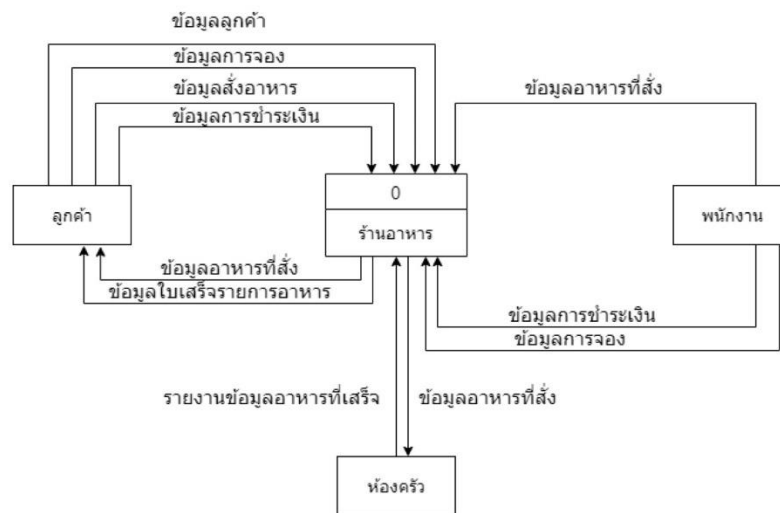 ข้อมูลลูกค้า
ข้อมูลการจอง
ข้อมูลสั่งอาหาร
ข้อมูลอาหารที่สั่ง
ข้อมูลการชำระเงิน
0
ลูกค้า
ร้านอาหาร
พนักงาน
ข้อมูลอาหารที่สั่ง
ข้อมูลใบเสร็จรายการอาหาร
ข้อมูลการชำระเงิน
ข้อมูลการจอง
รายงานข้อมูลอาหารที่เสร็จ
ข้อมูลอาหารที่สั่ง
ห้องครัว